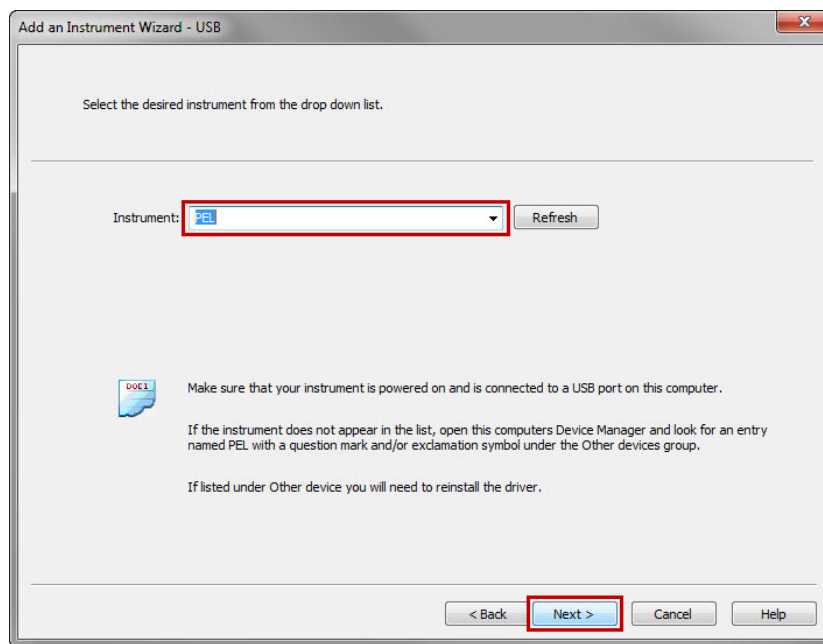 Add an Instrument Wizard - USB
Select the desired instrument from the drop down list.
Instrument: PEL Refresh
DOE1
Make sure that your instrument is powered on and is connected to a USB port on this computer.
If the instrument does not appear in the list, open this computers Device Manager and look for an entry
named PEL with a question mark and/or exclamation symbol under the Other devices group.
If listed under Other device you will need to reinstall the driver.
< Back Next > Cancel Help